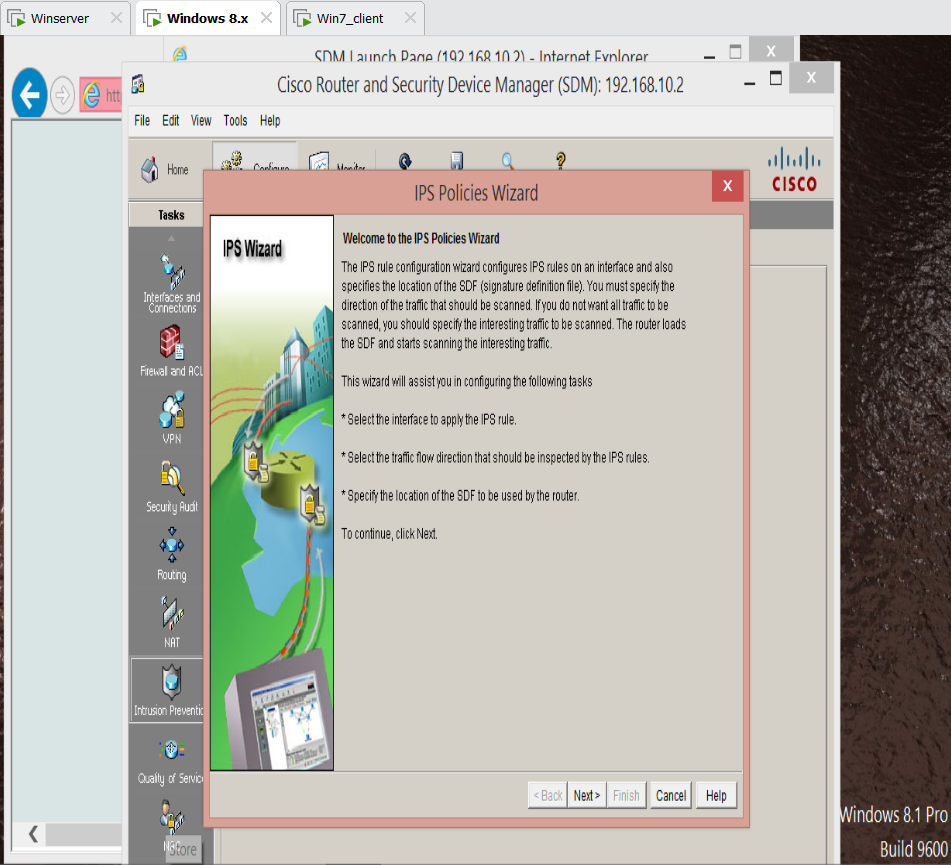 Winserver
Windows 8.x
Win7_client
SDM Launch Page (192.168.10.2) - Internet Explorer
htt
Cisco Router and Security Device Manager (SDM): 192.168.10.2
File Edit View Tools Help
Home
Configure
Monitor
CISCO
Tasks
IPS Policies Wizard
IPS Wizard
Welcome to the IPS Policies Wizard
The IPS rule configuration wizard configures IPS rules on an interface and also
specifies the location of the SDF (signature definition file). You must specify the
direction of the traffic that should be scanned. If you do not want all traffic to be
scanned, you should specify the interesting traffic to be scanned. The router loads
the SDF and starts scanning the interesting traffic.
This wizard will assist you in configuring the following tasks
* Select the interface to apply the IPS rule.
* Select the traffic flow direction that should be inspected by the IPS rules.
* Specify the location of the SDF to be used by the router.
To continue, click Next.
Interfaces and
Connections
Firewall and ACL
VPN
Security Audit
Routing
NAT
Intrusion Preventio
Quality of Service
Store
< Back Next > Finish Cancel Help
Windows 8.1 Pro
Build 9600